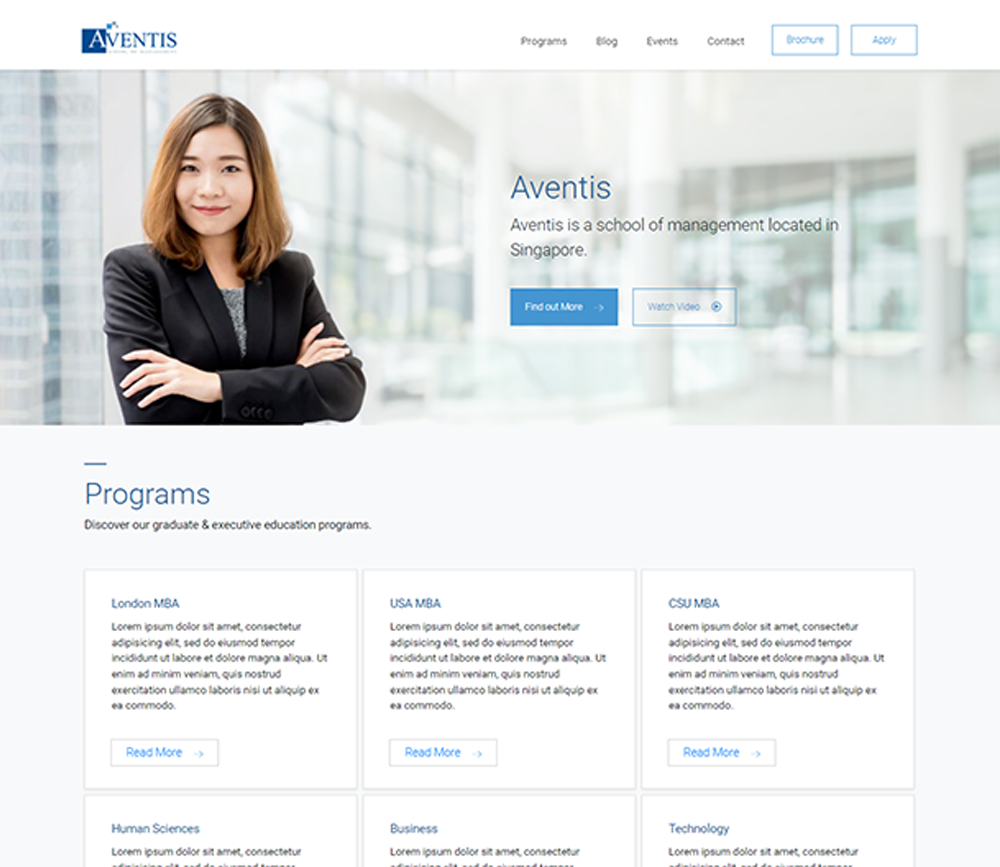 AVENTIS
SCHOOL OF MANAGEMENT
Programs Blog Events Contact Brochure Apply
Aventis
Aventis is a school of management located in
Singapore.
Find out More
Watch Video
Programs
Discover our graduate & executive education programs.
London MBA
Lorem ipsum dolor sit amet, consectetur
adipisicing elit, sed do eiusmod tempor
incididunt ut labore et dolore magna aliqua. Ut
enim ad minim veniam, quis nostrud
exercitation ullamco laboris nisi ut aliquip ex
ea commodo.
Read More
USA MBA
Lorem ipsum dolor sit amet, consectetur
adipisicing elit, sed do eiusmod tempor
incididunt ut labore et dolore magna aliqua. Ut
enim ad minim veniam, quis nostrud
exercitation ullamco laboris nisi ut aliquip ex
ea commodo.
Read More
CSU MBA
Lorem ipsum dolor sit amet, consectetur
adipisicing elit, sed do eiusmod tempor
incididunt ut labore et dolore magna aliqua. Ut
enim ad minim veniam, quis nostrud
exercitation ullamco laboris nisi ut aliquip ex
ea commodo.
Read More
Human Sciences
Lorem ipsum dolor sit amet, consectetur
Business
Lorem ipsum dolor sit amet, consectetur
Technology
Lorem ipsum dolor sit amet, consectetur